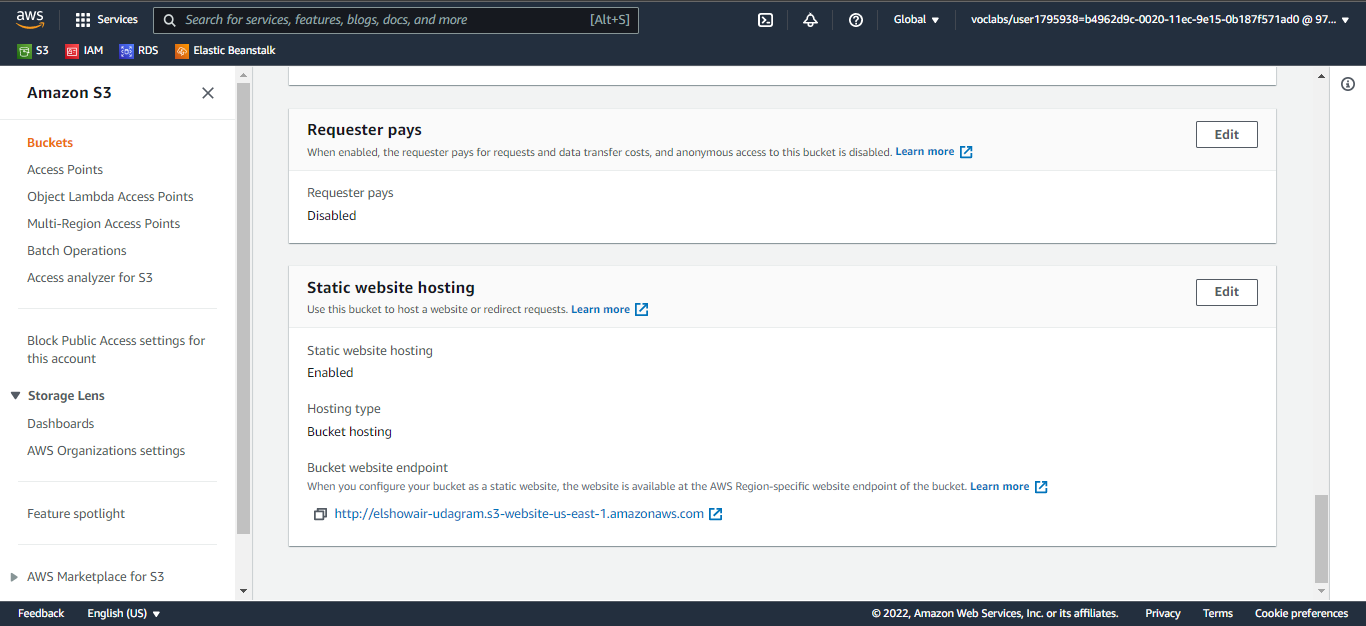 aws
Services
Search for services, features, blogs, docs, and more
[Alt+S]
Global
voclabs/user1795938=b4962d9c-0020-11ec-9e15-0b187f571ad0 @ 97...
S3
IAM
RDS
Elastic Beanstalk
Amazon S3
Buckets
Access Points
Object Lambda Access Points
Multi-Region Access Points
Batch Operations
Access analyzer for S3
Block Public Access settings for
this account
Storage Lens
Dashboards
AWS Organizations settings
Feature spotlight
AWS Marketplace for S3
Requester pays
Edit
When enabled, the requester pays for requests and data transfer costs, and anonymous access to this bucket is disabled. Learn more
Requester pays
Disabled
Static website hosting
Edit
Use this bucket to host a website or redirect requests. Learn more
Static website hosting
Enabled
Hosting type
Bucket hosting
Bucket website endpoint
When you configure your bucket as a static website, the website is available at the AWS Region-specific website endpoint of the bucket. Learn more
http://elshowair-udagram.s3-website-us-east-1.amazonaws.com
Feedback
English (US)
© 2022, Amazon Web Services, Inc. or its affiliates.
Privacy
Terms
Cookie preferences